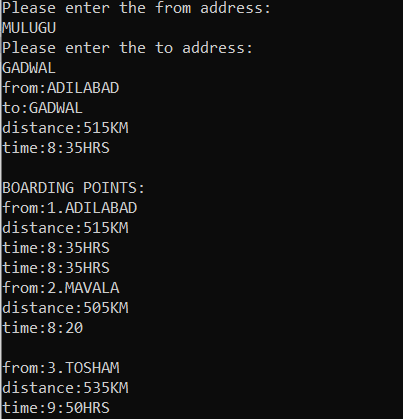 Please enter the from address:
MULUGU
Please enter the to address:
GADWAL
from:ADILABAD
to:GADWAL
distance:515KM
time:8:35HRS
BOARDING POINTS:
from:1.ADILABAD
distance:515KM
time:8:35HRS
time:8:35HRS
from:2.MAVALA
distance:505KM
time:8:20
from:3.TOSHAM
distance:535KM
time:9:50HRS